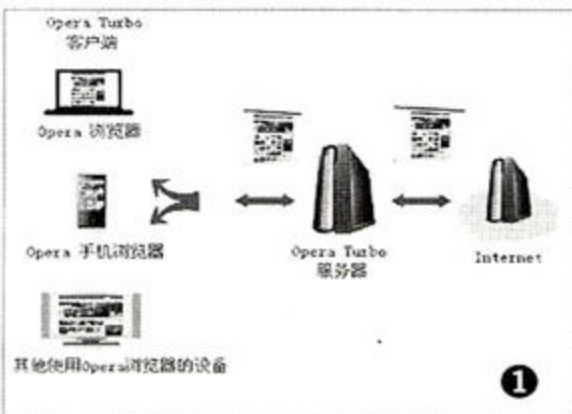 Opera Turbo
客户端
Opera 浏览器
Opera 手机浏览器
其他使用Opera浏览器的设备
Opera Turbo
服务器
Internet
1